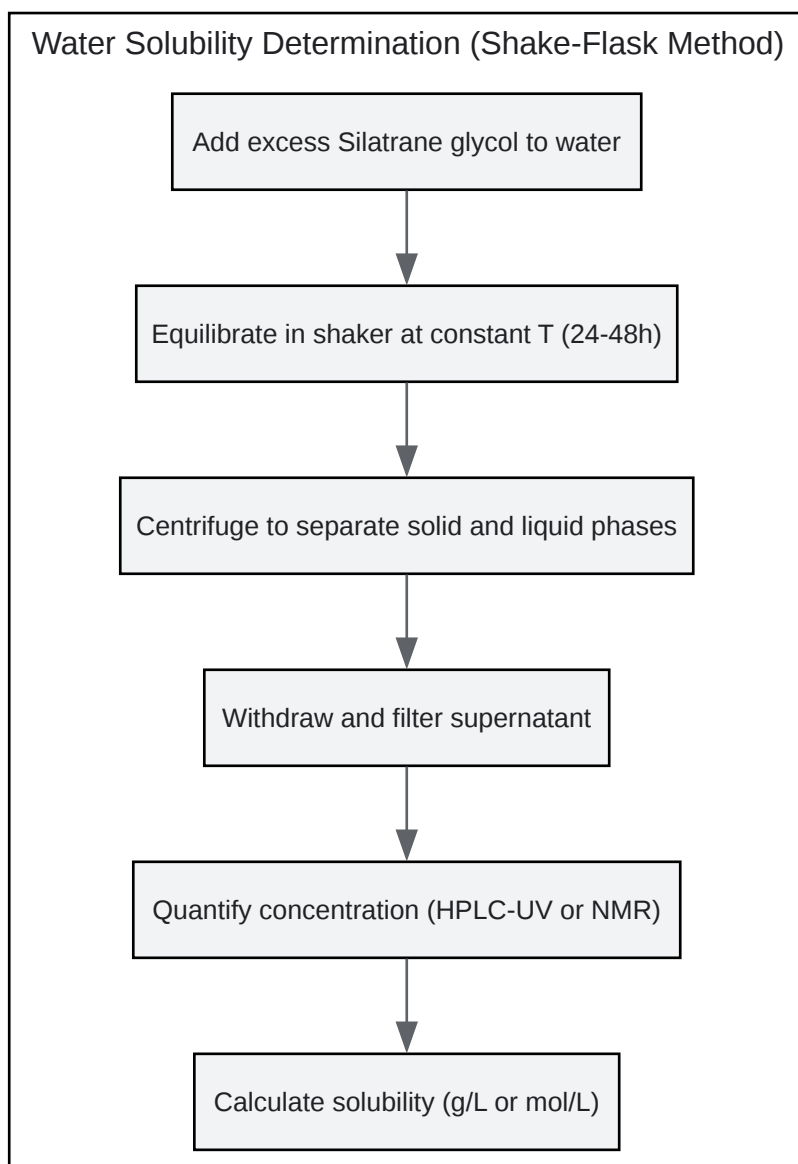 Water Solubility Determination (Shake-Flask Method)
Add excess Silatrane glycol to water
Equilibrate in shaker at constant T (24-48h)
Centrifuge to separate solid and liquid phases
Withdraw and filter supernatant
Quantify concentration (HPLC-UV or NMR)
Calculate solubility (g/L or mol/L)